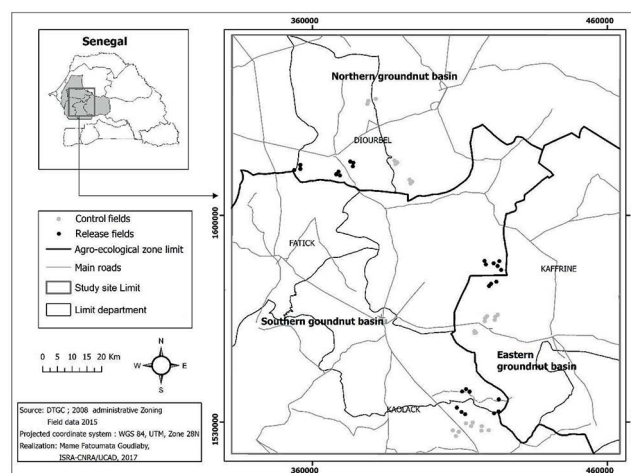 Senegal
360000
460000
Northern groundnut basin
DIOURBEL
1600000
1600000
FATICK
KAFFRINE
Southern goundnut basin
Eastern
groundnut basin
KAOLACK
1530000
1530000
360000
460000
Control fields
Release fields
Agro-ecological zone limit
Main roads
Study site Limit
Limit department
0 5 10 15 20 Km
N
W
E
S
Source: DTGC ; 2008 administrative Zoning
Field data 2015
Projected coordinate system : WGS 84, UTM, Zone 28N
Realization: Mame Fatoumata Goudiaby,
ISRA-CNRA/UCAD, 2017